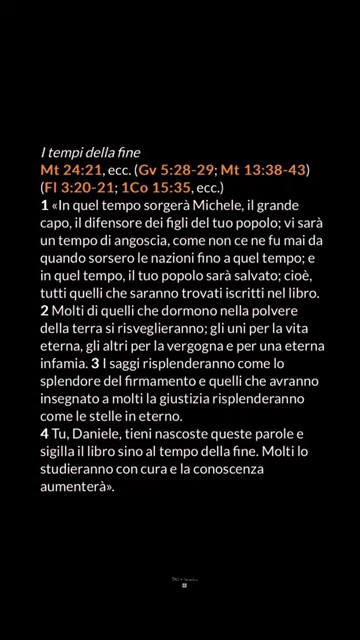 I tempi della fine
Mt 24:21, ecc. (Gv 5:28-29; Mt 13:38-43)
(Fl 3:20-21; 1Co 15:35, ecc.)
1 «In quel tempo sorgerà Michele, il grande
capo, il difensore dei figli del tuo popolo; vi sarà
un tempo di angoscia, come non ce ne fu mai da
quando sorsero le nazioni fino a quel tempo; e
in quel tempo, il tuo popolo sarà salvato; cioè,
tutti quelli che saranno trovati iscritti nel libro.
2 Molti di quelli che dormono nella polvere
della terra si risveglieranno; gli uni per la vita
eterna, gli altri per la vergogna e per una eterna
infamia. 3 I saggi risplenderanno come lo
splendore del firmamento e quelli che avranno
insegnato a molti la giustizia risplenderanno
come le stelle in eterno.
4 Tu, Daniele, tieni nascoste queste parole e
sigilla il libro sino al tempo della fine. Molti lo
studieranno con cura e la conoscenza
aumenterà».